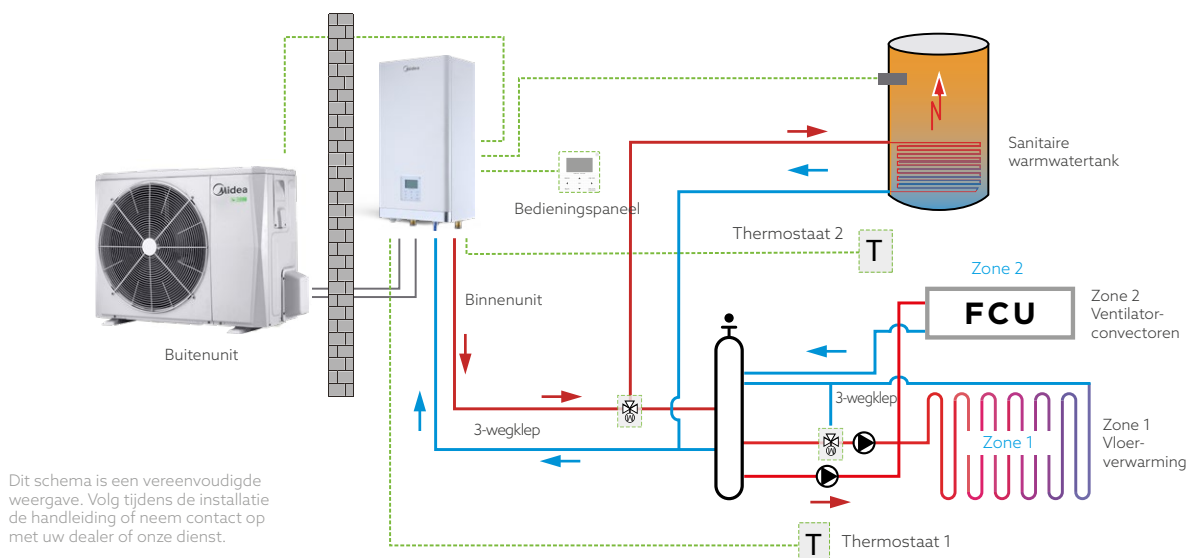 Midea
Midea
Bedieningspaneel
Sanitaire
warmwatertank
Thermostaat 2
T
Binnenunit
Buitenunit
Zone 2
FCU
Zone 2
Ventilator-
convectoren
3-wegklep
3-wegklep
Zone 1
Zone 1
Vloer-
verwarming
Dit schema is een vereenvoudigde
weergave. Volg tijdens de installatie
de handleiding of neem contact op
met uw dealer of onze dienst.
T
Thermostaat 1